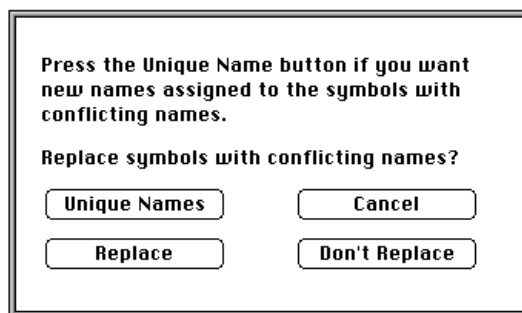 Press the Unique Name button if you want
new names assigned to the symbols with
conflicting names.
Replace symbols with conflicting names?
Unique Names
Cancel
Replace
Don't Replace